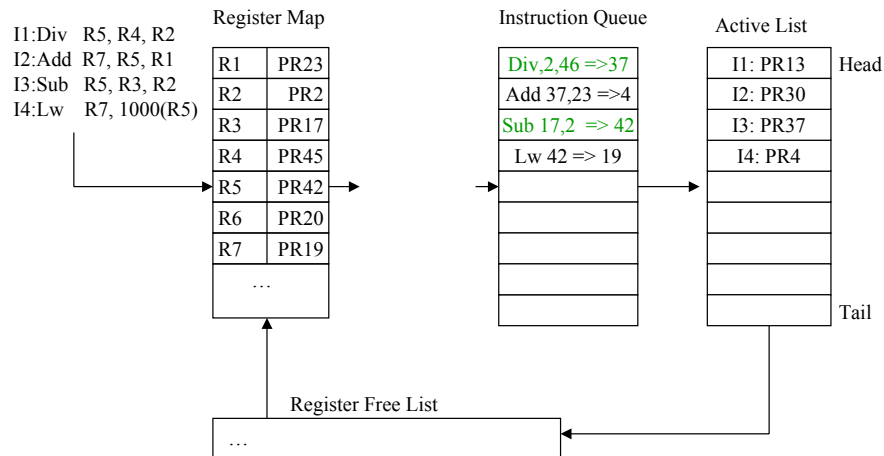 Register Map
Instruction Queue
Active List
I1:Div R5, R4, R2
I2:Add R7, R5, R1
I3:Sub R5, R3, R2
I4:Lw R7, 1000(R5)
R1 PR23
R2 PR2
R3 PR17
R4 PR45
R5 PR42
R6 PR20
R7 PR19
…
Div,2,46 =>37
Add 37,23 =>4
Sub 17,2 => 42
Lw 42 => 19
I1: PR13
I2: PR30
I3: PR37
I4: PR4
Head
Tail
Register Free List
…